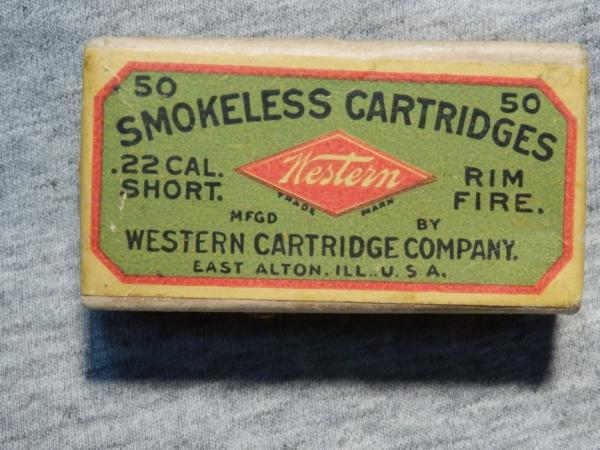 50 50
SMOKELESS CARTRIDGES
.22 CAL. RIM
SHORT. FIRE.
Western
TRADE MARK
MFGD BY
WESTERN CARTRIDGE COMPANY.
EAST ALTON. ILL.. U. S. A.